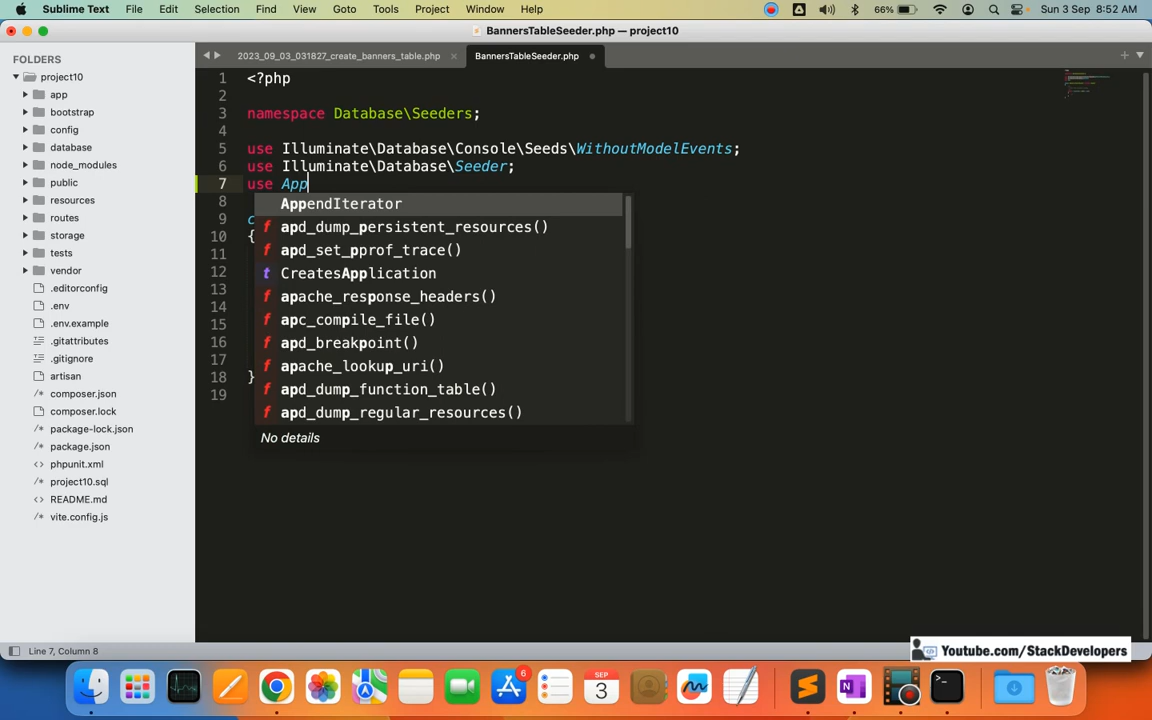 Sublime Text File Edit Selection Find View Goto Tools Project Window Help 66% Sun 3 Sep 8:52 AM
BannersTableSeeder.php — project10
FOLDERS
project10
app
bootstrap
config
database
node_modules
public
resources
routes
storage
tests
vendor
.editorconfig
.env
.env.example
.gitattributes
.gitignore
artisan
composer.json
composer.lock
package-lock.json
package.json
phpunit.xml
project10.sql
README.md
vite.config.js
2023_09_03_031827_create_banners_table.php
BannersTableSeeder.php
1 <?php
2
3 namespace Database\Seeders;
4
5 use Illuminate\Database\Console\Seeds\WithoutModelEvents;
6 use Illuminate\Database\Seeder;
7 use App
8
9 c
10 {
11
12
13
14
15
16
17
18 }
19
AppendIterator
f apd_dump_persistent_resources()
f apd_set_pprof_trace()
t CreatesApplication
f apache_response_headers()
f apc_compile_file()
f apd_breakpoint()
f apache_lookup_uri()
f apd_dump_function_table()
f apd_dump_regular_resources()
No details
Line 7, Column 8
Youtube.com/StackDevelopers
6
SEP
3